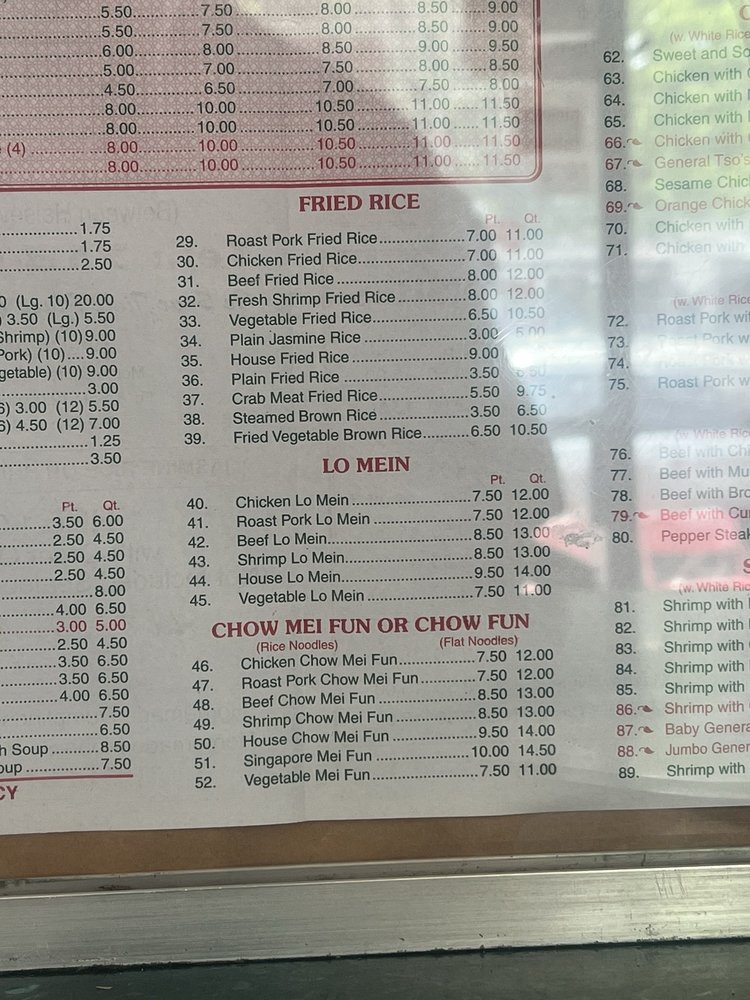 5.50 7.50 8.00 8.50 9.00
5.50 7.50 8.00 8.50 9.00
6.00 8.00 8.50 9.00 9.50
5.00 7.00 7.50 8.00 8.50
4.50 6.50 7.00 7.50 8.00
8.00 10.00 10.50 11.00 11.50
8.00 10.00 10.50 11.00 11.50
(4) 8.00 10.00 10.50 11.00 11.50
8.00 10.00 10.50 11.00 11.50
1.75
1.75
2.50
(Lg. 10) 20.00
3.50 (Lg.) 5.50
(10) 9.00
(10) 9.00
(10) 9.00
3.00
3.00 (12) 5.50
4.50 (12) 7.00
1.25
3.50
Pt. Qt.
3.50 6.00
2.50 4.50
2.50 4.50
2.50 4.50
8.00
4.00 6.50
3.00 5.00
2.50 4.50
3.50 6.50
3.50 6.50
4.00 6.50
7.50
6.50
Soup 8.50
7.50
FRIED RICE
Pt. Qt.
29. Roast Pork Fried Rice 7.00 11.00
30. Chicken Fried Rice 7.00 11.00
31. Beef Fried Rice 8.00 12.00
32. Fresh Shrimp Fried Rice 8.00 12.00
33. Vegetable Fried Rice 6.50 10.50
34. Plain Jasmine Rice 3.00 5.00
35. House Fried Rice 9.00
36. Plain Fried Rice 3.50
37. Crab Meat Fried Rice 5.50 9.75
38. Steamed Brown Rice 3.50 6.50
39. Fried Vegetable Brown Rice 6.50 10.50
LO MEIN
Pt. Qt.
40. Chicken Lo Mein 7.50 12.00
41. Roast Pork Lo Mein 7.50 12.00
42. Beef Lo Mein 8.50 13.00
43. Shrimp Lo Mein 8.50 13.00
44. House Lo Mein 9.50 14.00
45. Vegetable Lo Mein 7.50 11.00
CHOW MEI FUN OR CHOW FUN
(Rice Noodles) (Flat Noodles)
46. Chicken Chow Mei Fun 7.50 12.00
47. Roast Pork Chow Mei Fun 7.50 12.00
48. Beef Chow Mei Fun 8.50 13.00
49. Shrimp Chow Mei Fun 8.50 13.00
50. House Chow Mei Fun 9.50 14.00
51. Singapore Mei Fun 10.00 14.50
52. Vegetable Mei Fun 7.50 11.00
(w. White Rice
62. Sweet and
63. Chicken with
64. Chicken with
65. Chicken with
66. Chicken with
67. General Tso's
68. Sesame
69. Orange
70. Chicken with
71. Chicken with
(w. White Rice
72. Roast Pork
73. Roast Pork
74. Roast Pork
75. Roast Pork
(w. White Rice
76. Beef with
77. Beef with
78. Beef with
79. Beef with
80. Pepper Steak
(w. White
81. Shrimp with
82. Shrimp with
83. Shrimp with
84. Shrimp with
85. Shrimp with
86. Shrimp with
87. Baby
88. Jumbo
89. Shrimp with